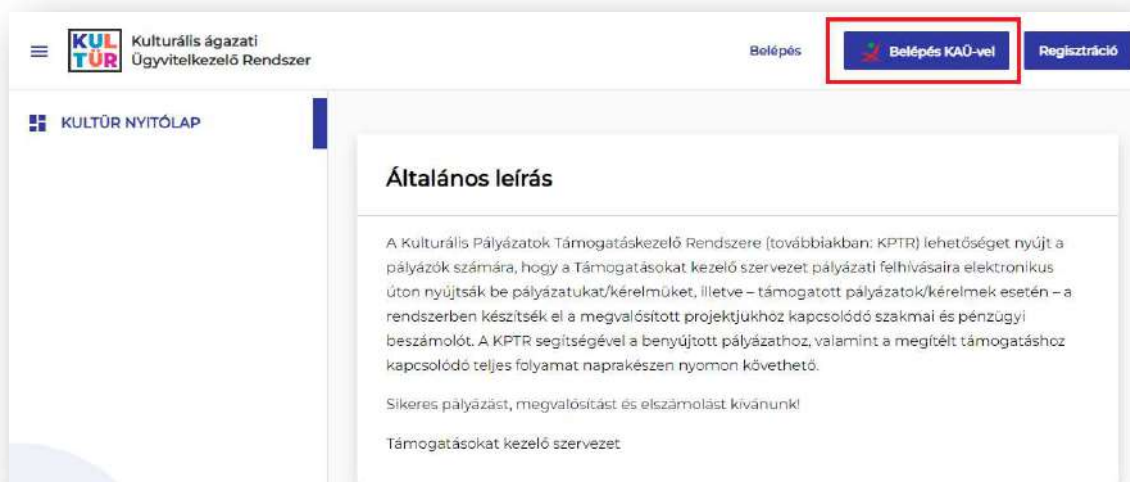 KUL
TÜR
Kulturális ágazati
Ügyvitelkezelő Rendszer
Belépés
Belépés KAÜ-vel
Regisztráció
KULTÚR NYITÓLAP
Általános leírás
A Kulturális Pályázatok Támogatáskezelő Rendszere (továbbiakban: KPTR) lehetőséget nyújt a
pályázók számára, hogy a Támogatásokat kezelő szervezet pályázati felhívásaira elektronikus
úton nyújtsák be pályázatukat/kérelmüket, illetve – támogatott pályázatok/kérelmek esetén – a
rendszerben készítsék el a megvalósított projektjukhoz kapcsolódó szakmai és pénzügyi
beszámolót. A KPTR segítségével a benyújtott pályázathoz, valamint a megítélt támogatáshoz
kapcsolódó teljes folyamat naprakészen nyomon követhető.
Sikeres pályázást, megvalósítást és elszámolást kívánunk!
Támogatásokat kezelő szervezet